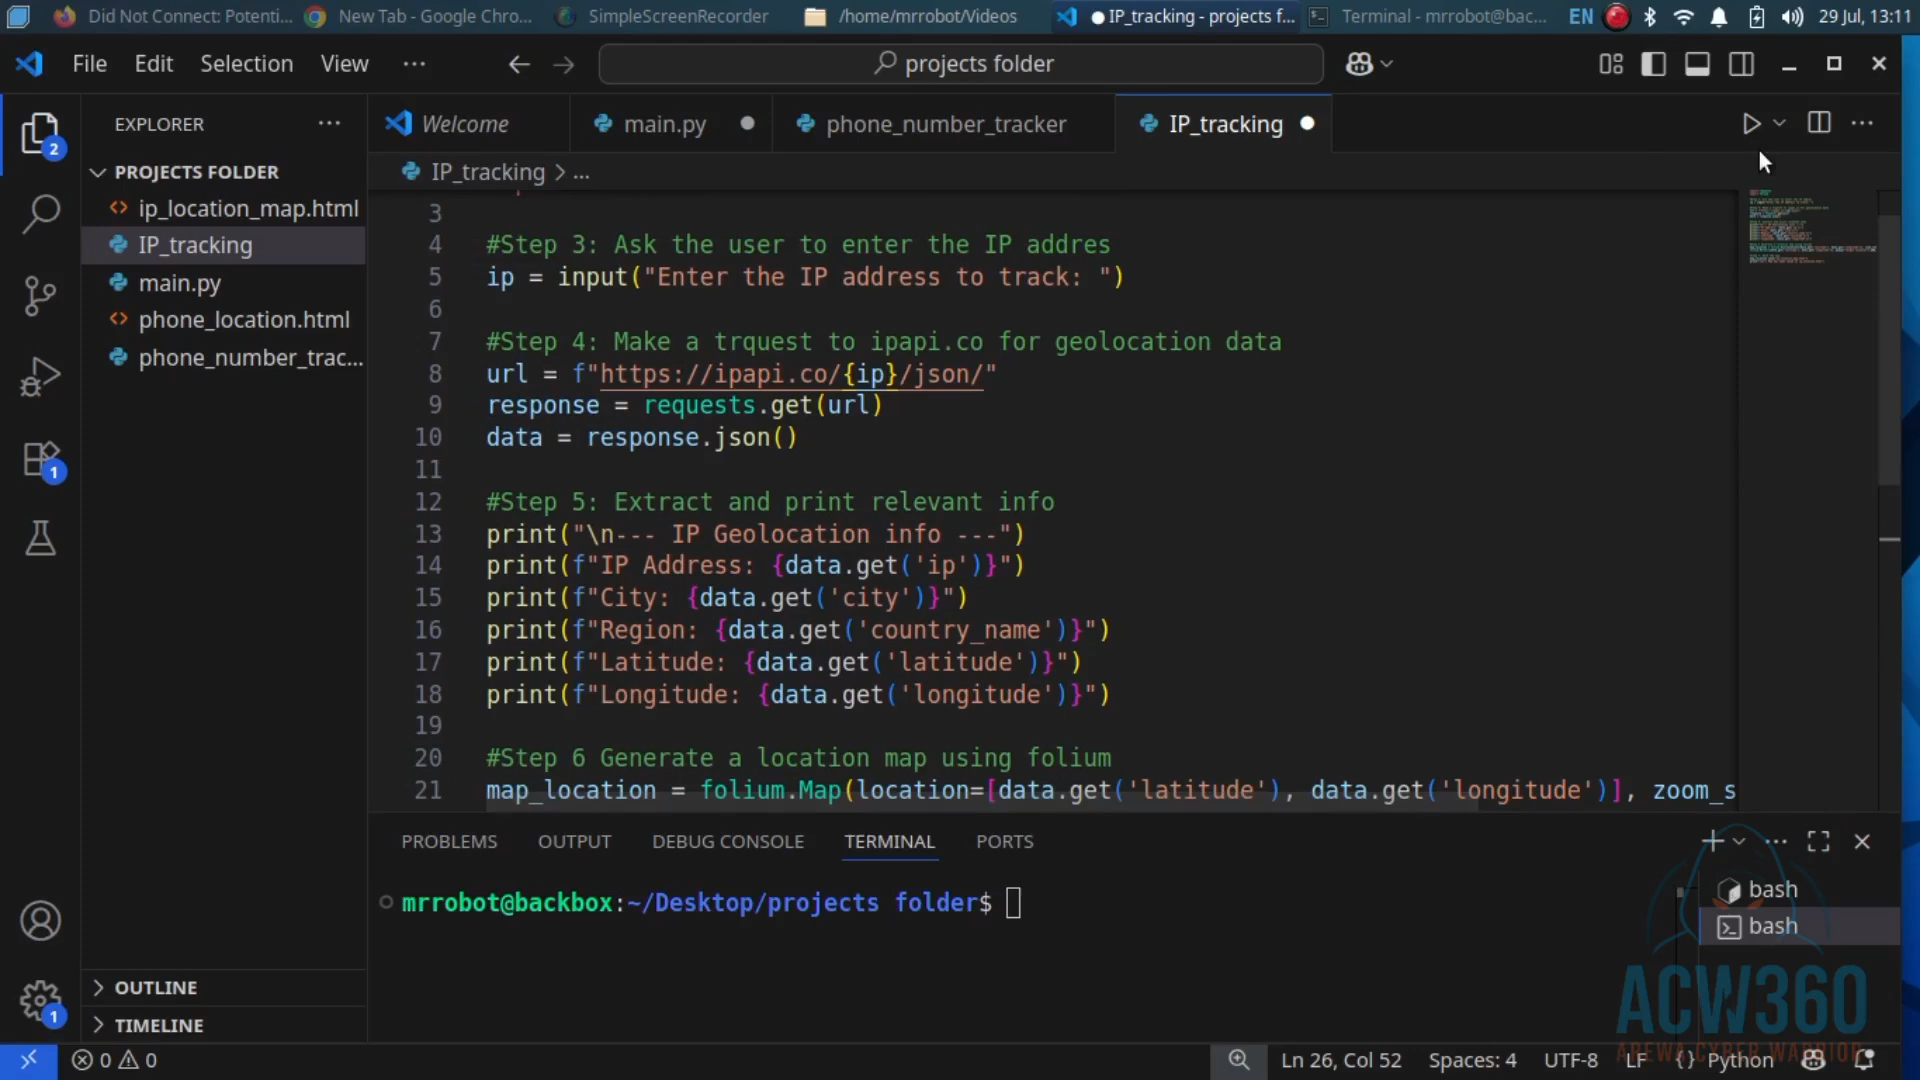 Did Not Connect: Potenti...
New Tab - Google Chro...
SimpleScreenRecorder
/home/mrrobot/Videos
IP_tracking - projects f...
Terminal - mrrobot@bac...
EN
29 Jul, 13:11
File Edit Selection View ···
projects folder
EXPLORER
Welcome
main.py
phone_number_tracker
IP_tracking
PROJECTS FOLDER
ip_location_map.html
IP_tracking
main.py
phone_location.html
phone_number_trac...
OUTLINE
TIMELINE
2
1
1
IP_tracking > ...
3
4 #Step 3: Ask the user to enter the IP addres
5 ip = input("Enter the IP address to track: ")
6
7 #Step 4: Make a trquest to ipapi.co for geolocation data
8 url = f"https://ipapi.co/{ip}/json/"
9 response = requests.get(url)
10 data = response.json()
11
12 #Step 5: Extract and print relevant info
13 print("\n--- IP Geolocation info ---")
14 print(f"IP Address: {data.get('ip')}")
15 print(f"City: {data.get('city')}")
16 print(f"Region: {data.get('country_name')}")
17 print(f"Latitude: {data.get('latitude')}")
18 print(f"Longitude: {data.get('longitude')}")
19
20 #Step 6 Generate a location map using folium
21 map_location = folium.Map(location=[data.get('latitude'), data.get('longitude')], zoom_s
PROBLEMS OUTPUT DEBUG CONSOLE TERMINAL PORTS
mrrobot@backbox:~/Desktop/projects folder$
bash
bash
ACW360
AREWA CYBER WARRIOR
0 0
Ln 26, Col 52 Spaces: 4 UTF-8 LF {} Python